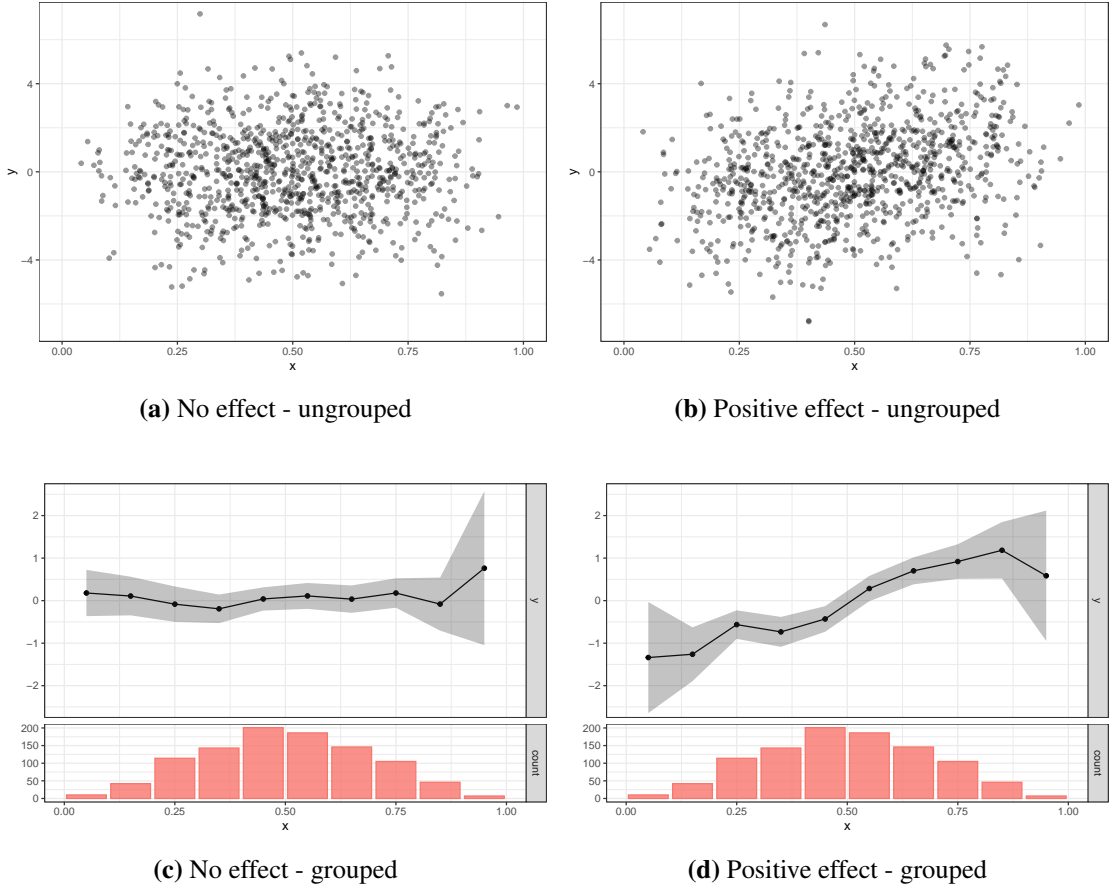 4
0
−4
y
0.00 0.25 0.50 0.75 1.00
x
(a) No effect - ungrouped
4
0
−4
y
0.00 0.25 0.50 0.75 1.00
x
(b) Positive effect - ungrouped
2
1
0
−1
−2
y
200
150
100
50
0
count
0.00 0.25 0.50 0.75 1.00
x
(c) No effect - grouped
2
1
0
−1
−2
y
200
150
100
50
0
count
0.00 0.25 0.50 0.75 1.00
x
(d) Positive effect - grouped